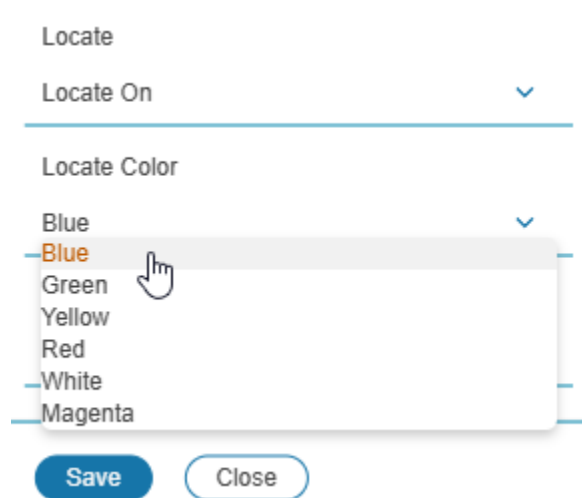 Locate
Locate On
Locate Color
Blue
Blue
Green
Yellow
Red
White
Magenta
Save Close